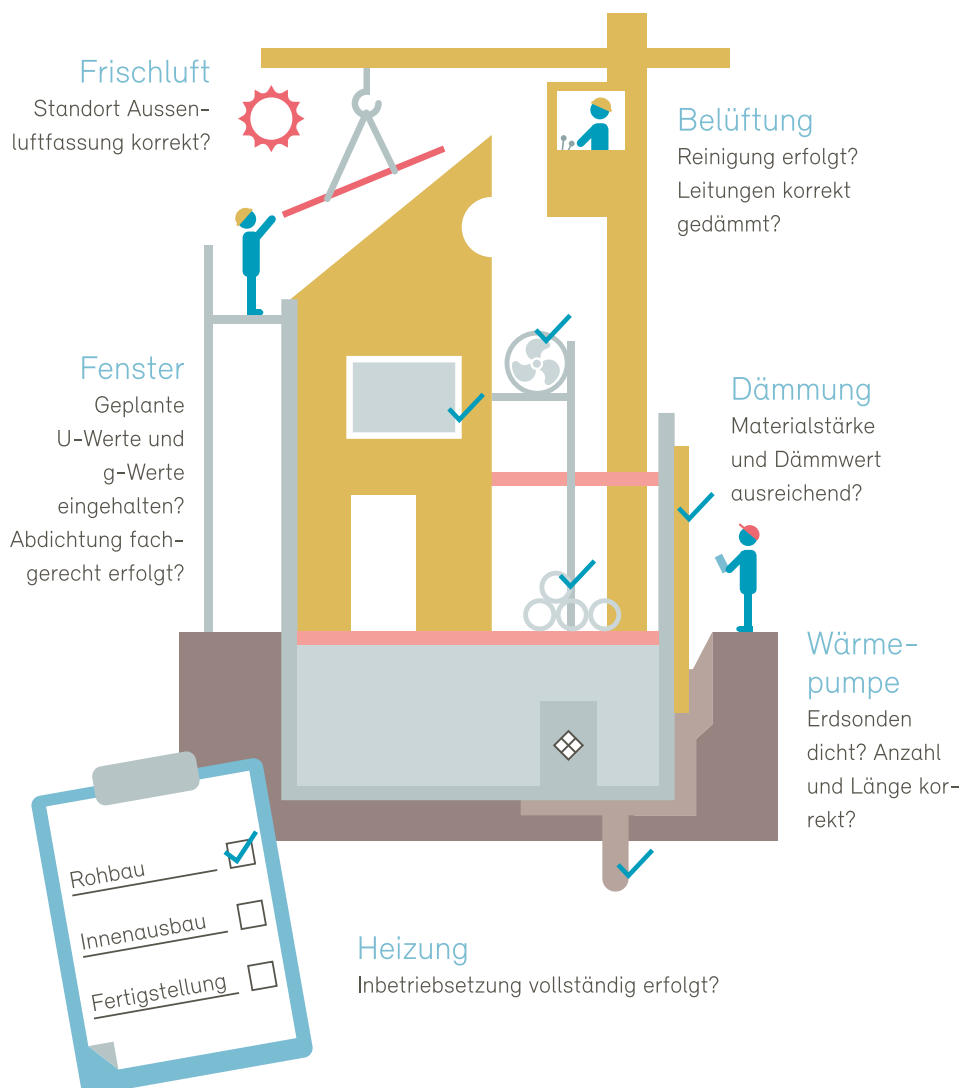 Frischluft
Standort Aussen-
luftfassung korrekt?
Belüftung
Reinigung erfolgt?
Leitungen korrekt
gedämmt?
Fenster
Geplante
U-Werte und
g-Werte
eingehalten?
Abdichtung fach-
gerecht erfolgt?
Dämmung
Materialstärke
und Dämmwert
ausreichend?
Wärme-
pumpe
Erdsonden
dicht? Anzahl
und Länge kor-
rekt?
Rohbau
Innenausbau
Fertigstellung
Heizung
Inbetriebsetzung vollständig erfolgt?